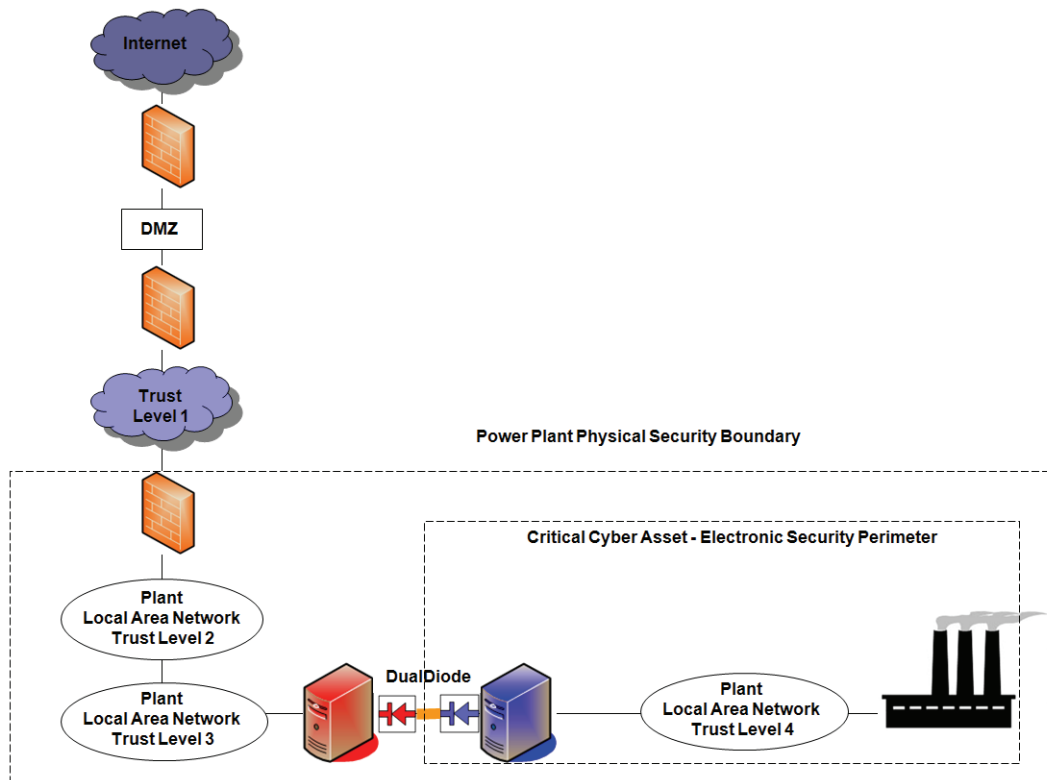 Internet
DMZ
Trust
Level 1
Power Plant Physical Security Boundary
Critical Cyber Asset - Electronic Security Perimeter
Plant
Local Area Network
Trust Level 2
DualDiode
Plant
Local Area Network
Trust Level 3
Plant
Local Area Network
Trust Level 4